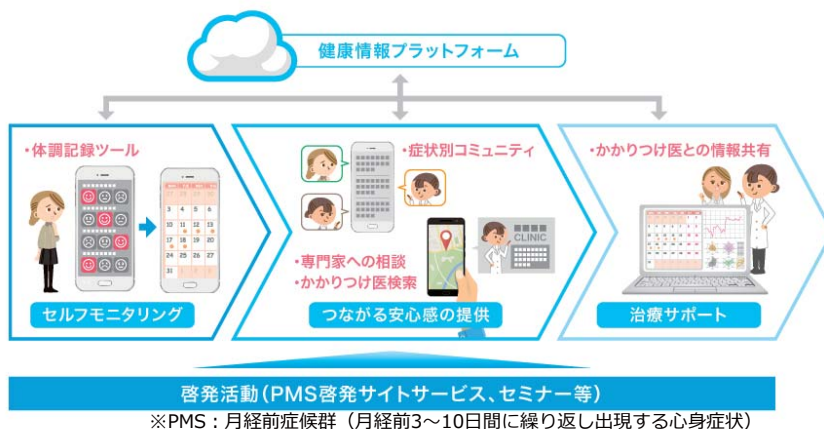 健康情報プラットフォーム
・体調記録ツール
・症状別コミュニティ
・専門家への相談
・かかりつけ医検索
CLINIC
・かかりつけ医との情報共有
セルフモニタリング
つながる安心感の提供
治療サポート
啓発活動(PMS啓発サイトサービス、セミナー等)
※PMS:月経前症候群(月経前3～10日間に繰り返し出現する心身症状)